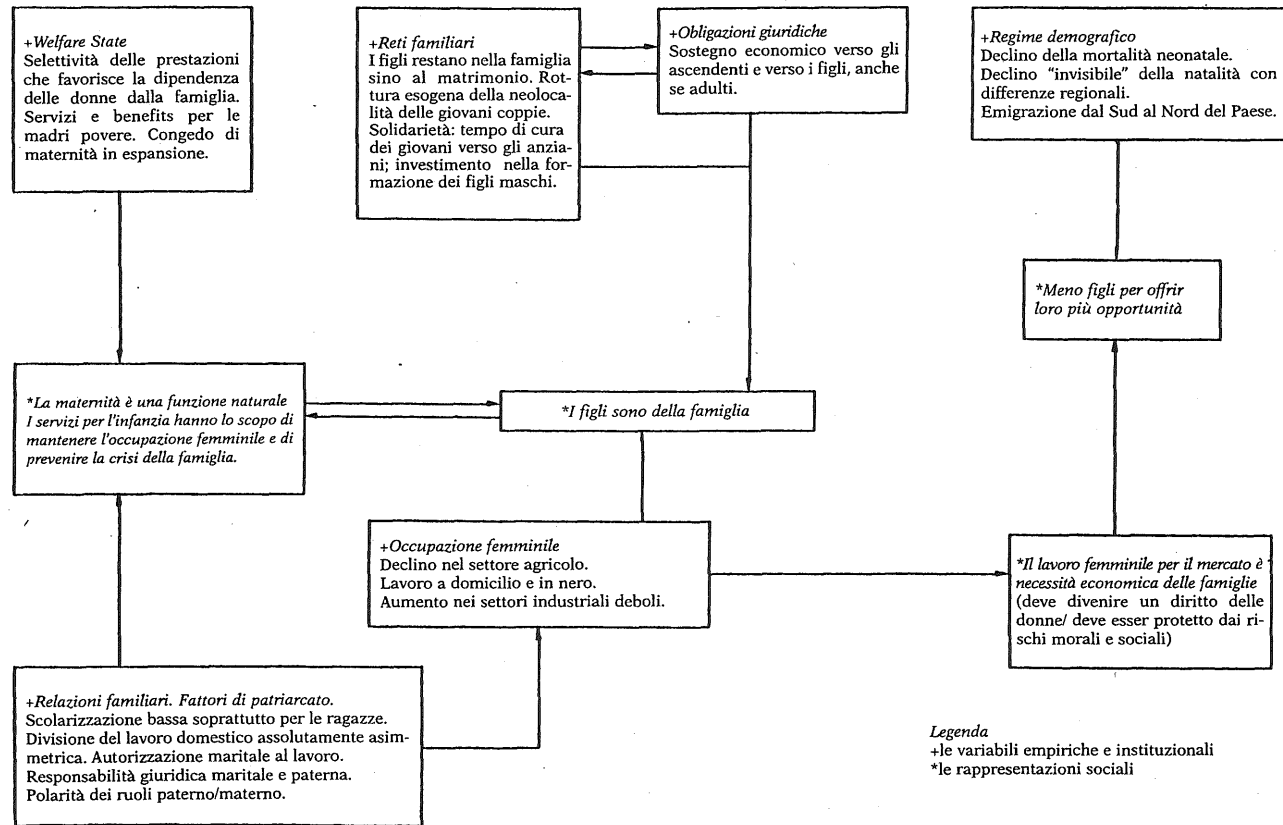 +Welfare State
Selettività delle prestazioni
che favorisce la dipendenza
delle donne dalla famiglia.
Servizi e benefits per le
madri povere. Congedo di
maternità in espansione.
+Reti familiari
I figli restano nella famiglia
sino al matrimonio. Rot-
tura esogena della neoloca-
lità delle giovani coppie.
Solidarietà: tempo di cura
dei giovani verso gli anzia-
ni; investimento nella for-
mazione dei figli maschi.
+Obligazioni giuridiche
Sostegno economico verso gli
ascendenti e verso i figli, anche
se adulti.
+Regime demografico
Declino della mortalità neonatale.
Declino "invisibile" della natalità con
differenze regionali.
Emigrazione dal Sud al Nord del Paese.
*Meno figli per offrir
loro più opportunità
*La maternità è una funzione naturale
I servizi per l'infanzia hanno lo scopo di
mantenere l'occupazione femminile e di
prevenire la crisi della famiglia.
*I figli sono della famiglia
+Occupazione femminile
Declino nel settore agricolo.
Lavoro a domicilio e in nero.
Aumento nei settori industriali deboli.
*Il lavoro femminile per il mercato è
necessità economica delle famiglie
(deve divenire un diritto delle
donne/ deve esser protetto dai ri-
schi morali e sociali)
+Relazioni familiari. Fattori di patriarcato.
Scolarizzazione bassa soprattutto per le ragazze.
Divisione del lavoro domestico assolutamente asim-
metrica. Autorizzazione maritale al lavoro.
Responsabilità giuridica maritale e paterna.
Polarità dei ruoli paterno/materno.
Legenda
+le variabili empiriche e instituzionali
*le rappresentazioni sociali